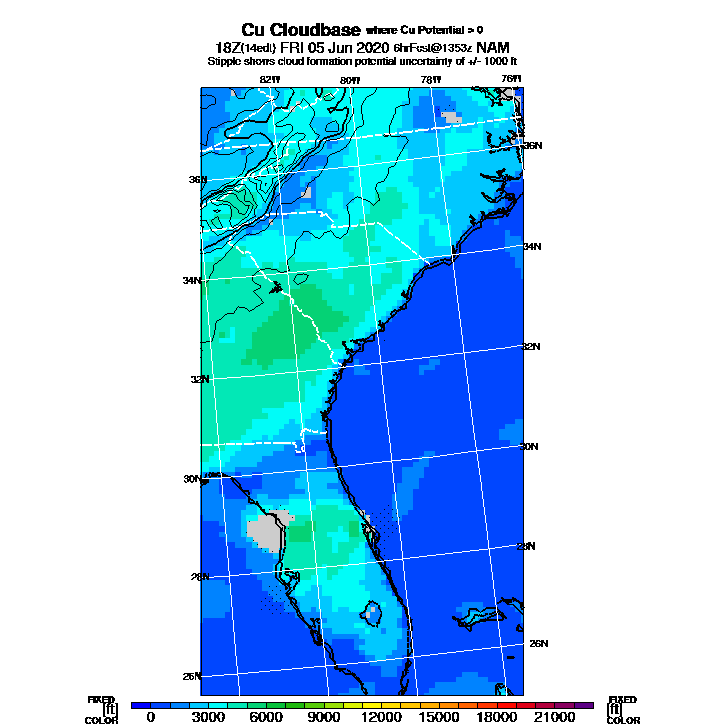 Cu Cloudbase where Cu Potential > 0
18Z(14edt) FRI 05 Jun 2020 6hrFcst@1353z NAM
Stipple shows cloud formation potential uncertainty of +/- 1000 ft
82W 80W 78W 76W
36N
36N
34N
34N
32N
32N
30N
30N
28N
28N
26N
26N
FIXED FIXED
[ft] [ft]
COLOR COLOR
0 3000 6000 9000 12000 15000 18000 21000